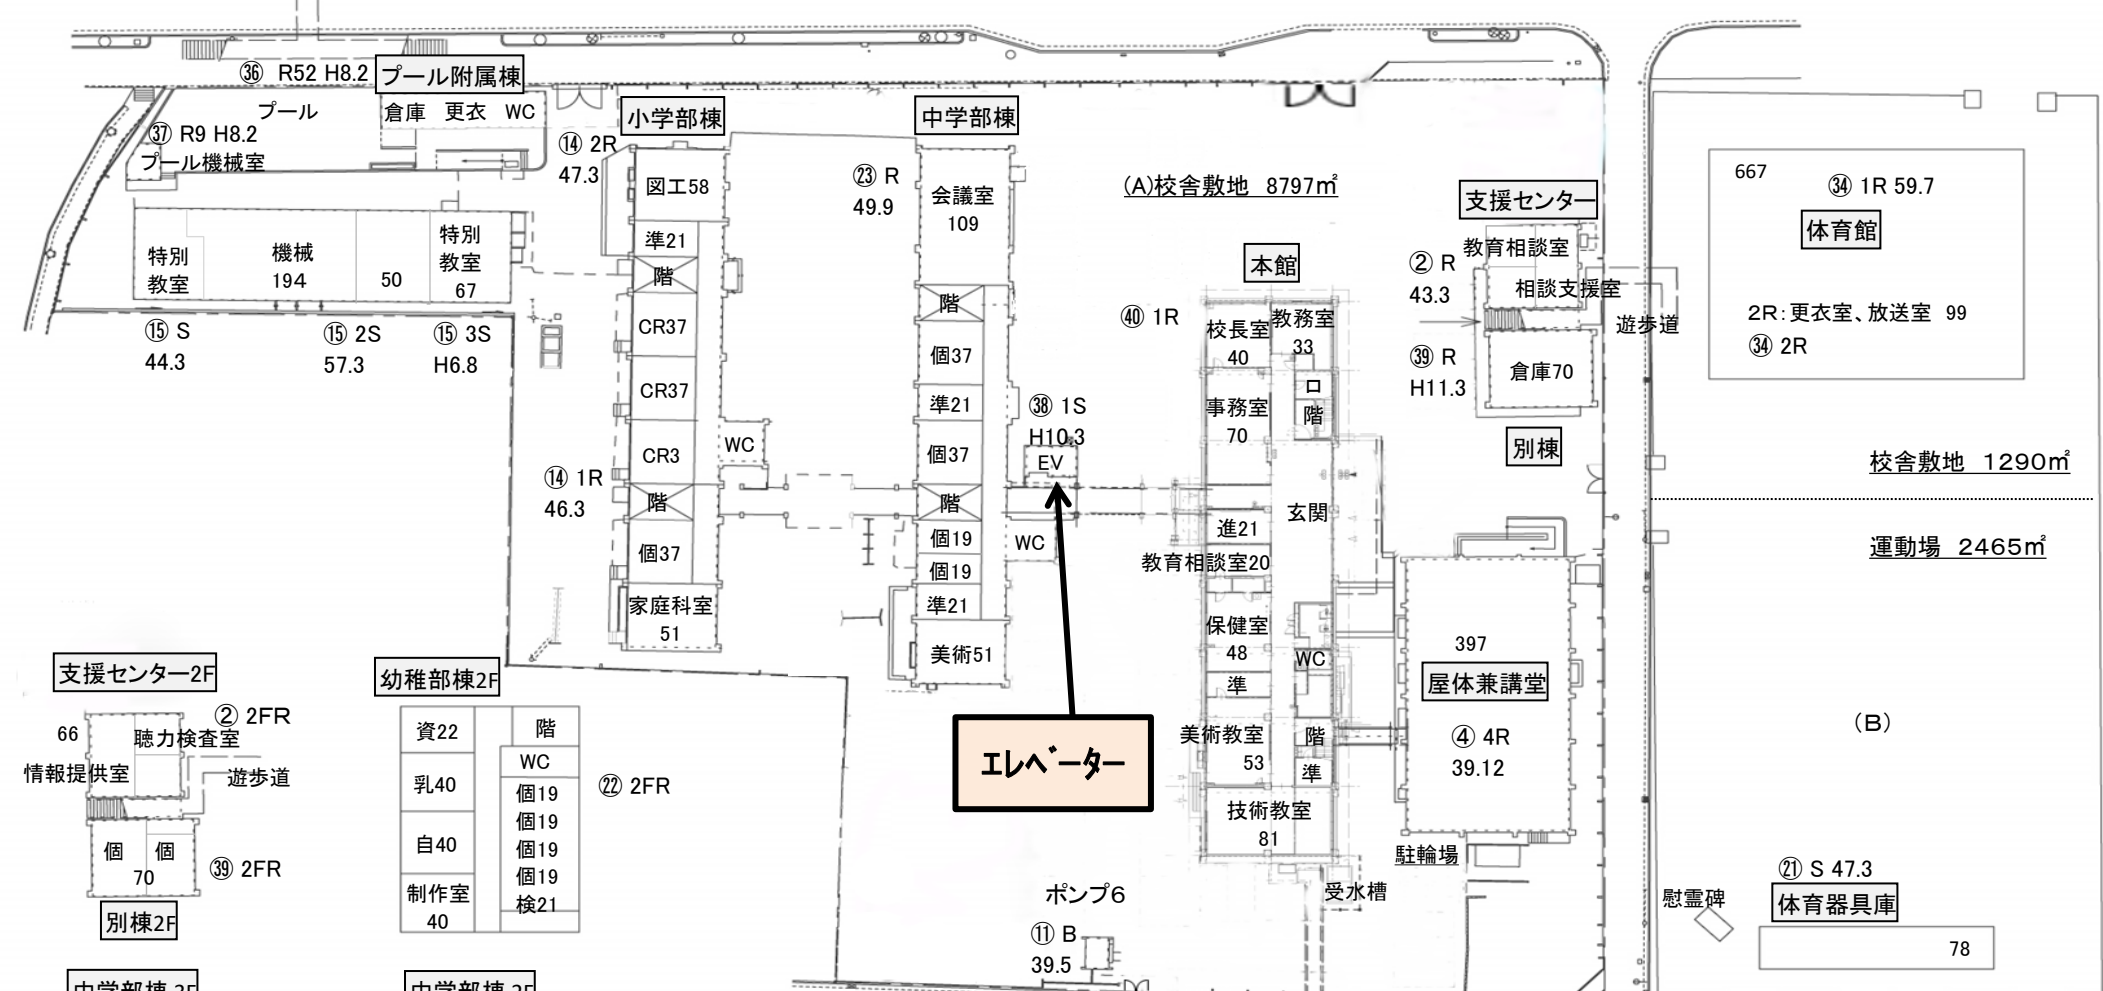 ㊱ R52 H8.2
プール附属棟
プール
倉庫 更衣 WC
㊲ R9 H8.2
プール機械室
特別
教室
機械
194
50
特別
教室
67
⑮ S
44.3
⑮ 2S
57.3
⑮ 3S
H6.8
小学部棟
⑭ 2R
47.3
図工58
準21
階
CR37
CR37
CR3
WC
⑭ 1R
46.3
階
個37
家庭科室
51
中学部棟
㉓ R
49.9
会議室
109
階
個37
準21
個37
階
個19
個19
準21
美術51
㊳ 1S
H10.3
EV
WC
エレベーター
(A)校舎敷地 8797㎡
本館
㊵ 1R
校長室
40
教務室
33
ロ
階
事務室
70
玄関
進21
教育相談室20
保健室
48
WC
準
美術教室
53
階
準
技術教室
81
受水槽
支援センター
教育相談室
② R
43.3
相談支援室
遊歩道
㊴ R
H11.3
倉庫70
別棟
397
屋体兼講堂
④ 4R
39.12
駐輪場
667
㉞ 1R 59.7
体育館
2R:更衣室、放送室 99
㉞ 2R
校舎敷地 1290㎡
運動場 2465㎡
(B)
㉑ S 47.3
慰霊碑
体育器具庫
78
支援センター2F
② 2FR
66
聴力検査室
情報提供室
遊歩道
個 個
70
㊴ 2FR
別棟2F
幼稚部棟2F
資22
階
WC
乳40
個19
㉒ 2FR
個19
自40
個19
個19
制作室
40
検21
ポンプ6
⑪ B
39.5